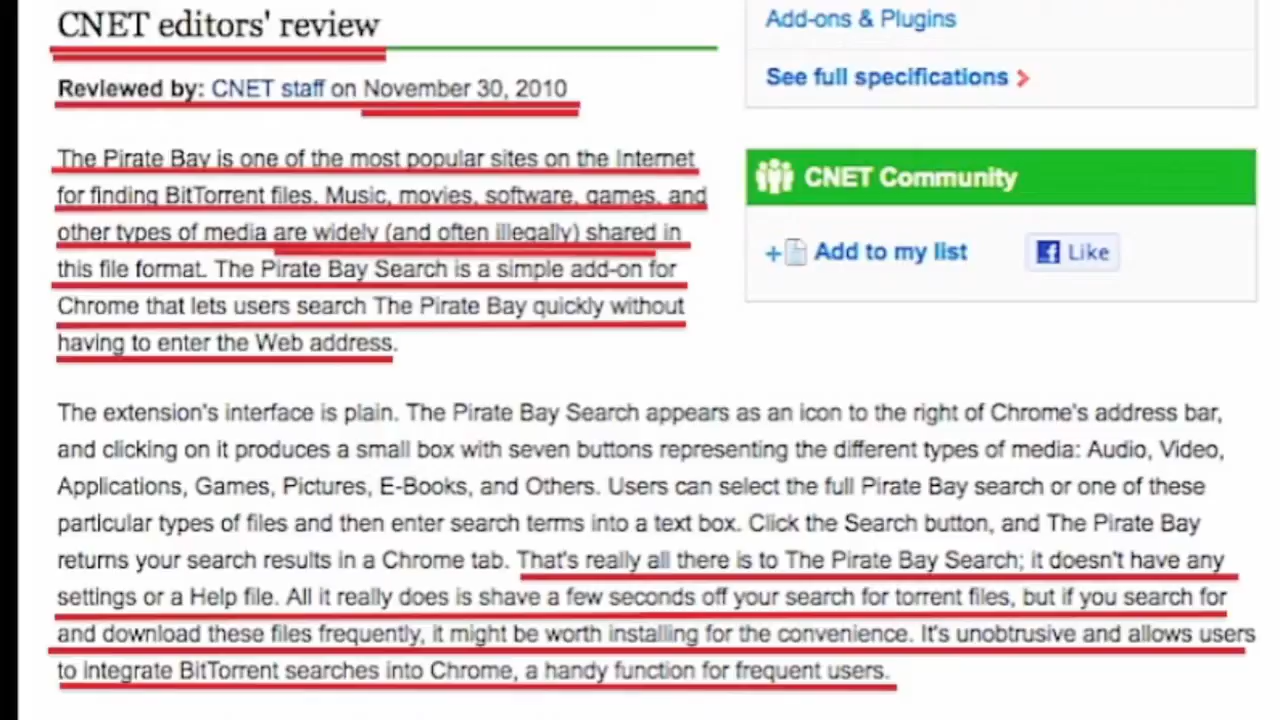 CNET editors' review
Reviewed by: CNET staff on November 30, 2010
The Pirate Bay is one of the most popular sites on the Internet
for finding BitTorrent files. Music, movies, software, games, and
other types of media are widely (and often illegally) shared in
this file format. The Pirate Bay Search is a simple add-on for
Chrome that lets users search The Pirate Bay quickly without
having to enter the Web address.
The extension's interface is plain. The Pirate Bay Search appears as an icon to the right of Chrome's address bar,
and clicking on it produces a small box with seven buttons representing the different types of media: Audio, Video,
Applications, Games, Pictures, E-Books, and Others. Users can select the full Pirate Bay search or one of these
particular types of files and then enter search terms into a text box. Click the Search button, and The Pirate Bay
returns your search results in a Chrome tab. That's really all there is to The Pirate Bay Search; it doesn't have any
settings or a Help file. All it really does is shave a few seconds off your search for torrent files, but if you search for
and download these files frequently, it might be worth installing for the convenience. It's unobtrusive and allows users
to integrate BitTorrent searches into Chrome, a handy function for frequent users.
Add-ons & Plugins
See full specifications >
CNET Community
+ Add to my list
f Like